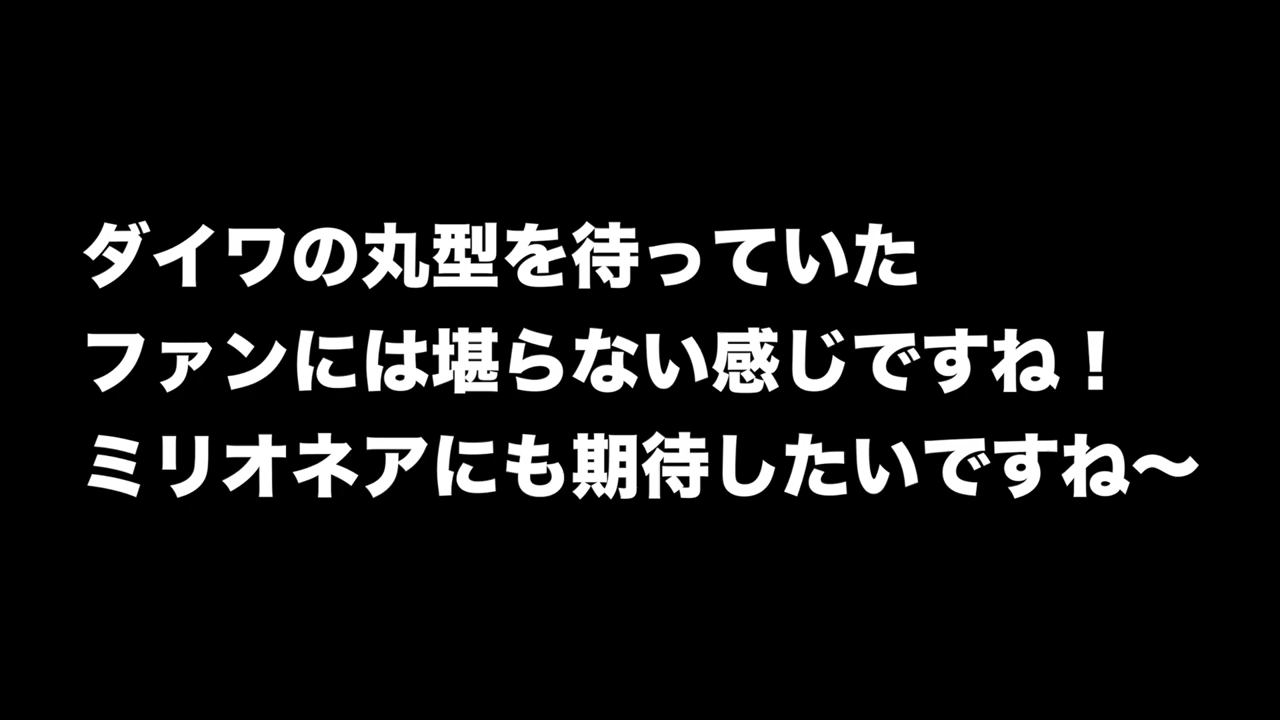 ダイワの丸型を待っていた
ファンには堪らない感じですね！
ミリオネアにも期待したいですね〜